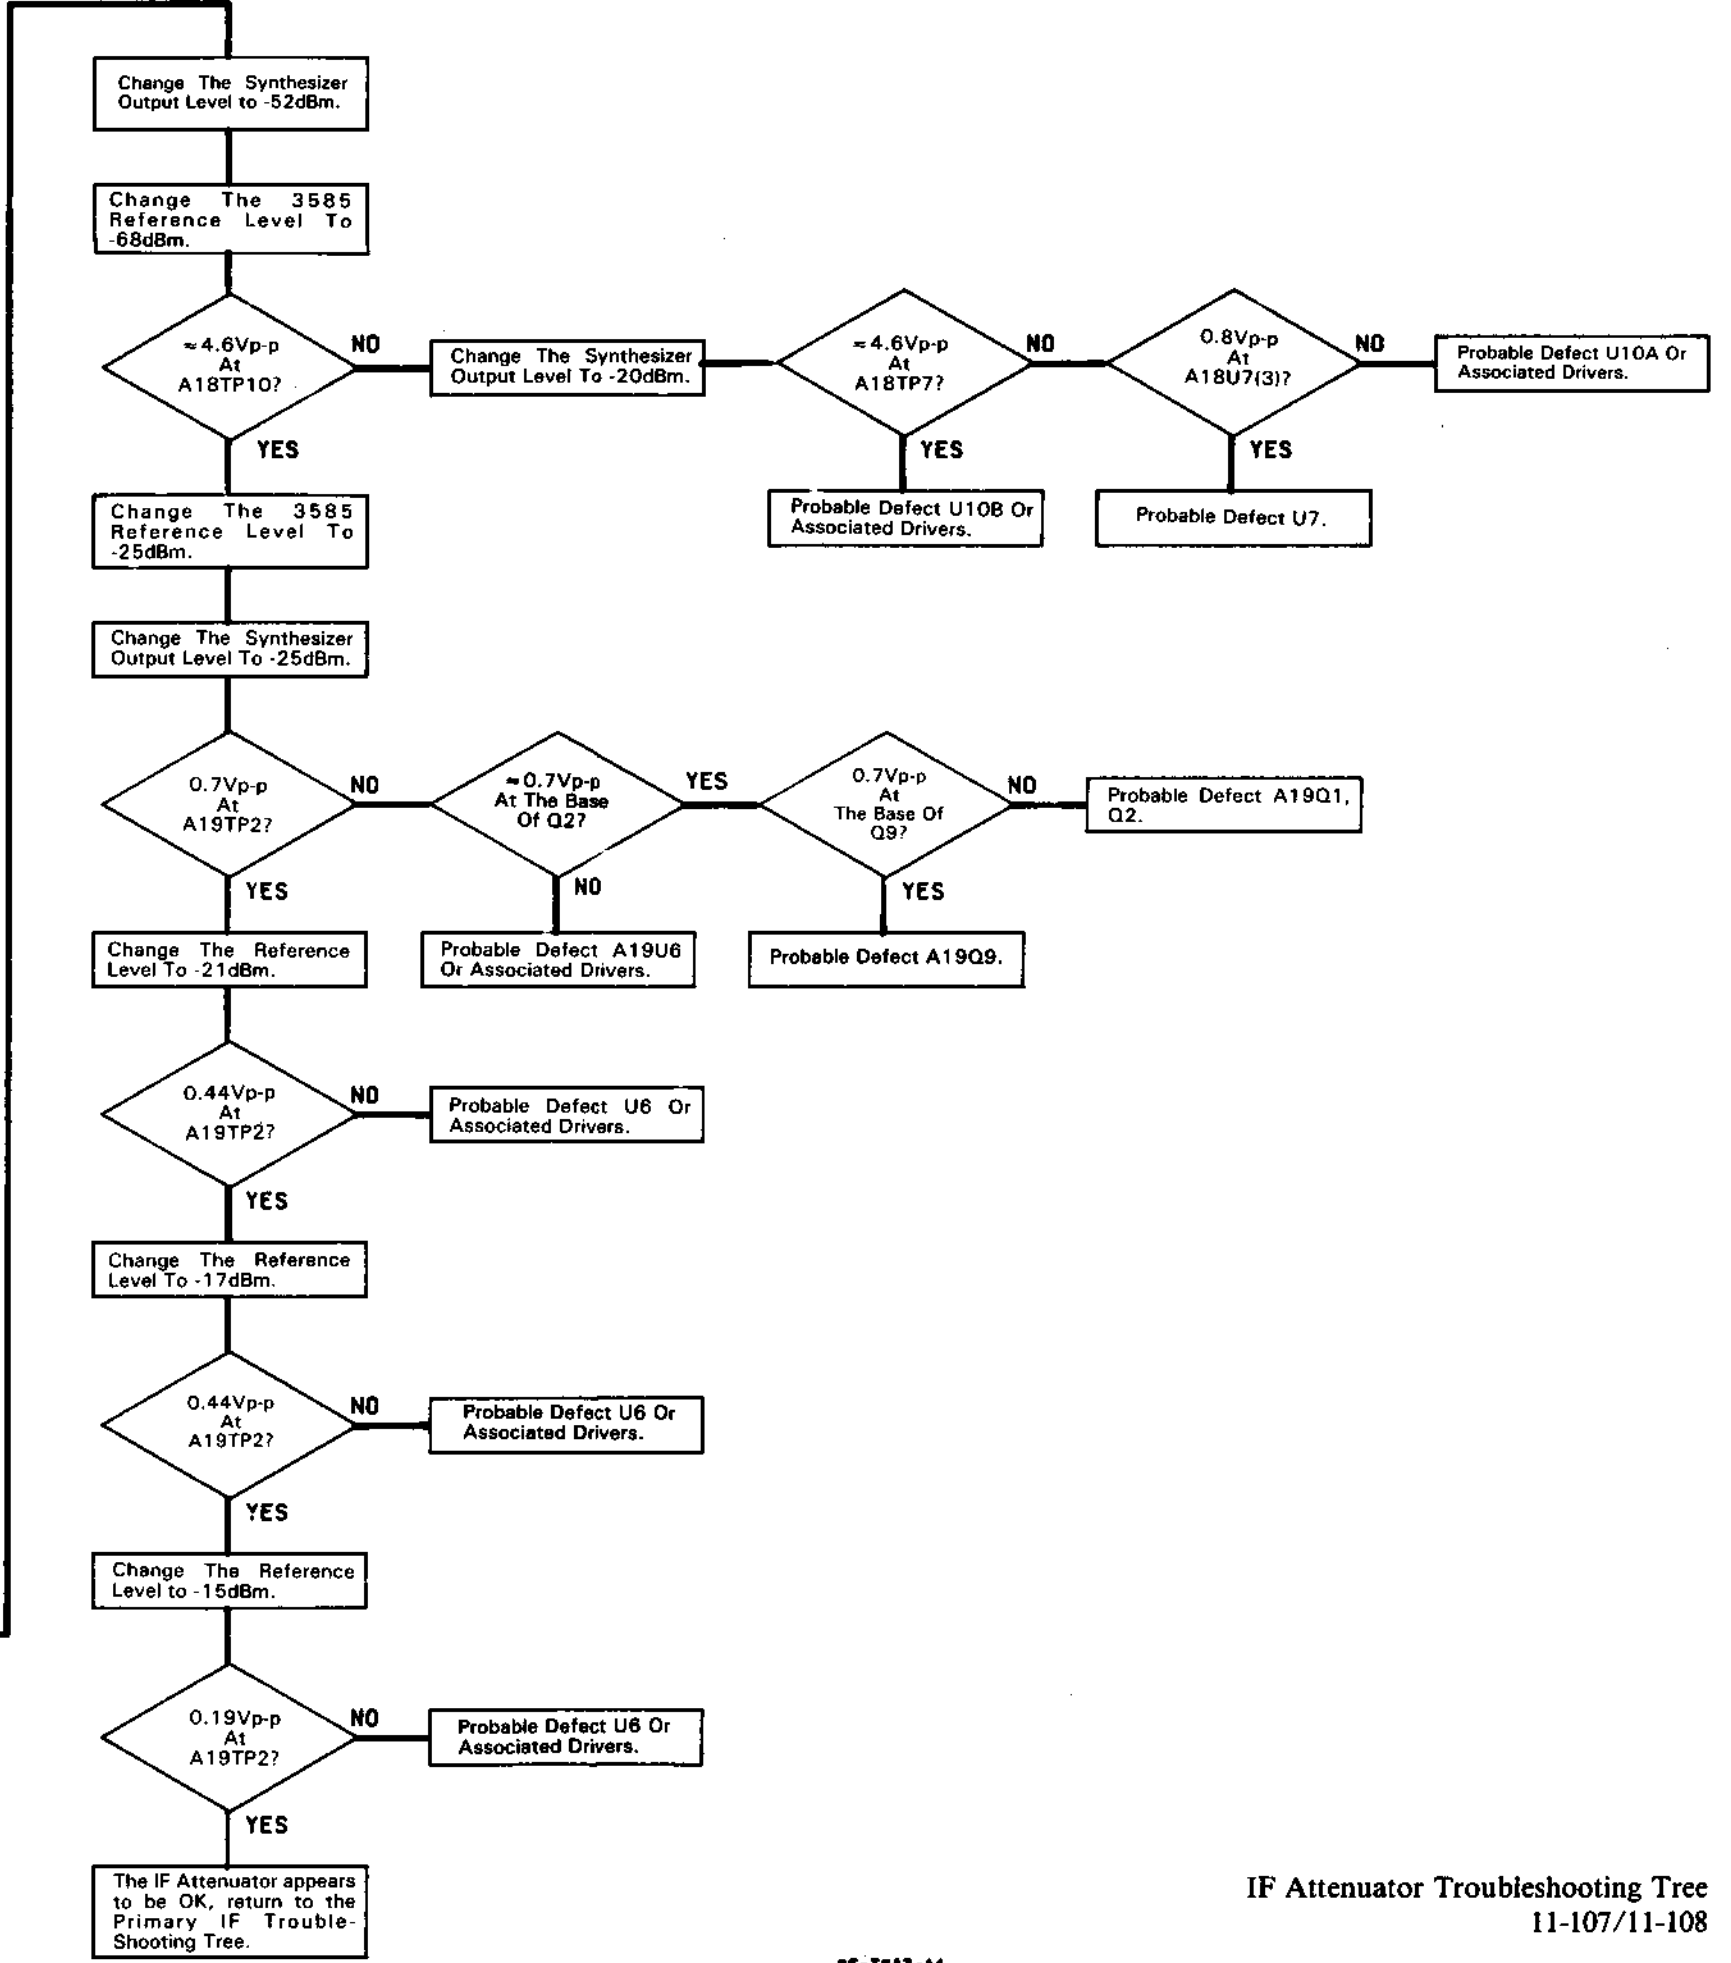 Change The Synthesizer
Output Level to -52dBm.
Change The 3585
Reference Level To
-68dBm.
≈4.6Vp-p
At
A18TP10?
NO
YES
Change The Synthesizer
Output Level To -20dBm.
≈4.6Vp-p
At
A18TP7?
NO
YES
0.8Vp-p
At
A18U7(3)?
NO
YES
Probable Defect U10A Or
Associated Drivers.
Probable Defect U10B Or
Associated Drivers.
Probable Defect U7.
Change The 3585
Reference Level To
-25dBm.
Change The Synthesizer
Output Level To -25dBm.
0.7Vp-p
At
A19TP2?
NO
YES
≈0.7Vp-p
At The Base
Of Q2?
YES
NO
0.7Vp-p
At
The Base Of
Q9?
NO
YES
Probable Defect A19Q1,
Q2.
Probable Defect A19U6
Or Associated Drivers.
Probable Defect A19Q9.
Change The Reference
Level To -21dBm.
0.44Vp-p
At
A19TP2?
NO
YES
Probable Defect U6 Or
Associated Drivers.
Change The Reference
Level To -17dBm.
0.44Vp-p
At
A19TP2?
NO
YES
Probable Defect U6 Or
Associated Drivers.
Change The Reference
Level to -15dBm.
0.19Vp-p
At
A19TP2?
NO
YES
Probable Defect U6 Or
Associated Drivers.
The IF Attenuator appears
to be OK, return to the
Primary IF Trouble-
Shooting Tree.
IF Attenuator Troubleshooting Tree
11-107/11-108